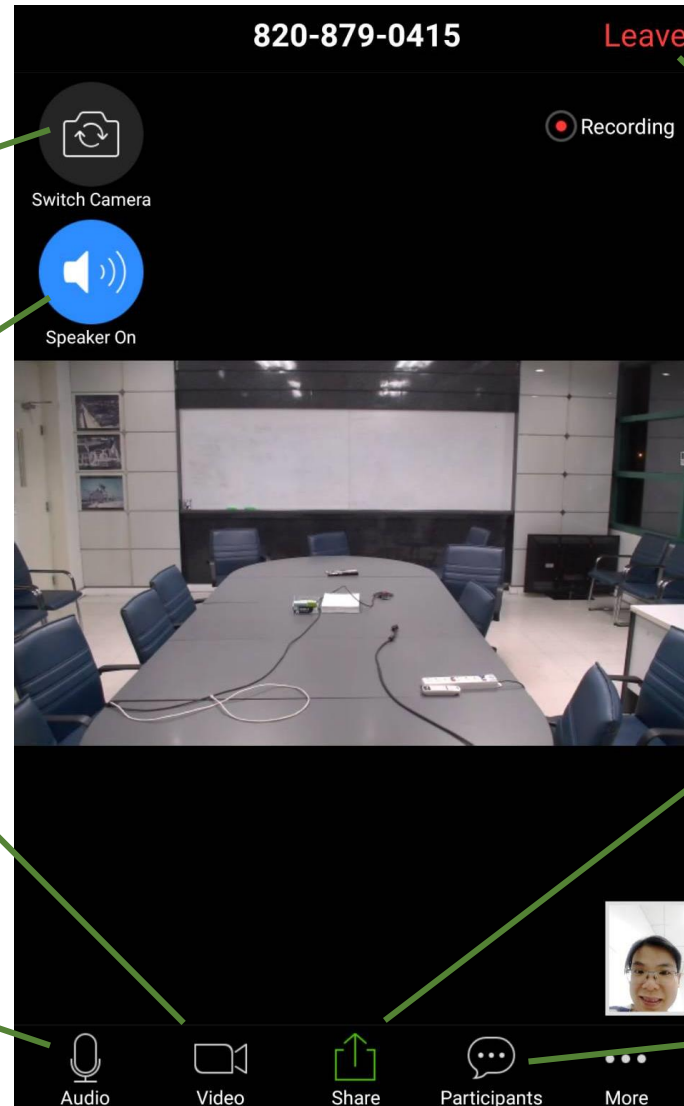 820-879-0415
Leave
Recording
Switch Camera
Speaker On
Audio
Video
Share
Participants
More